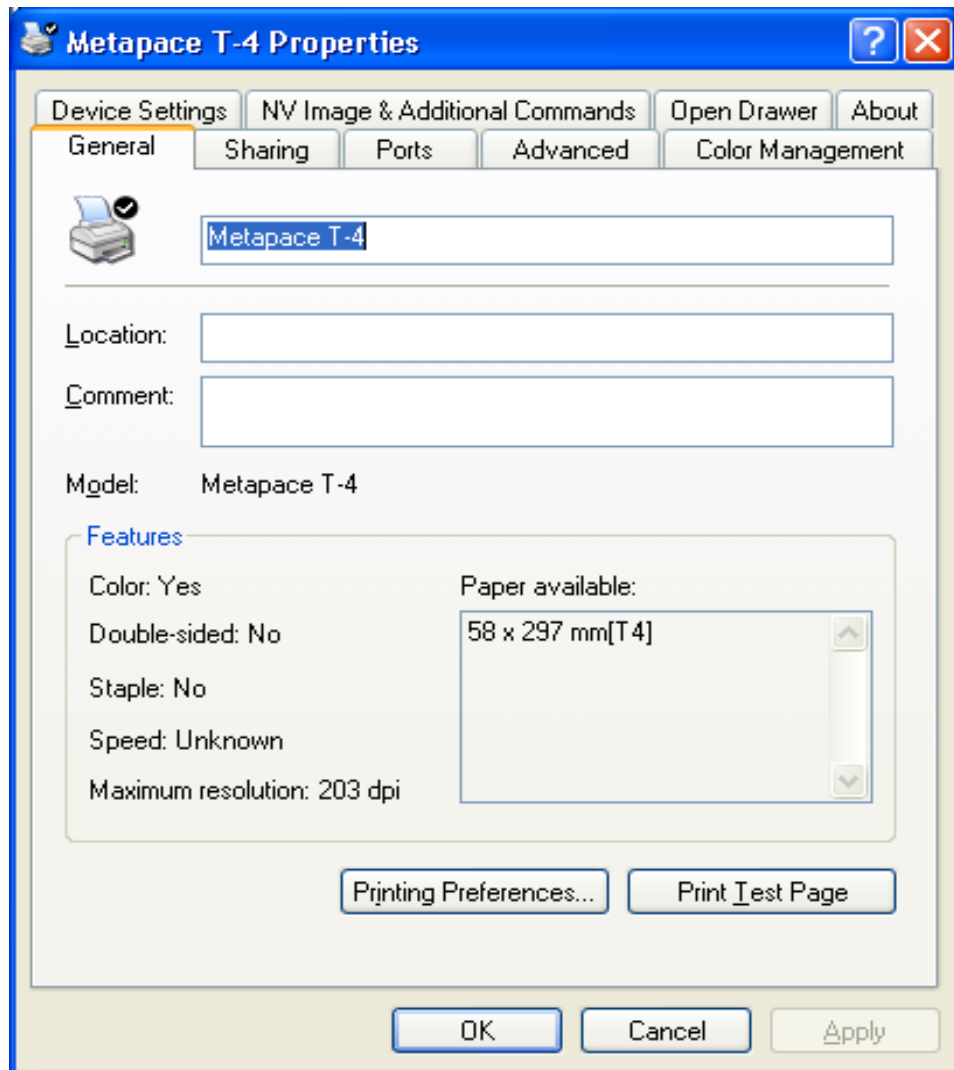 Metapace T-4 Properties
Device Settings NV Image & Additional Commands Open Drawer About
General Sharing Ports Advanced Color Management
Metapace T-4
Location:
Comment:
Model: Metapace T-4
Features
Color: Yes Paper available:
Double-sided: No 58 x 297 mm[T4]
Staple: No
Speed: Unknown
Maximum resolution: 203 dpi
Printing Preferences... Print Test Page
OK Cancel Apply